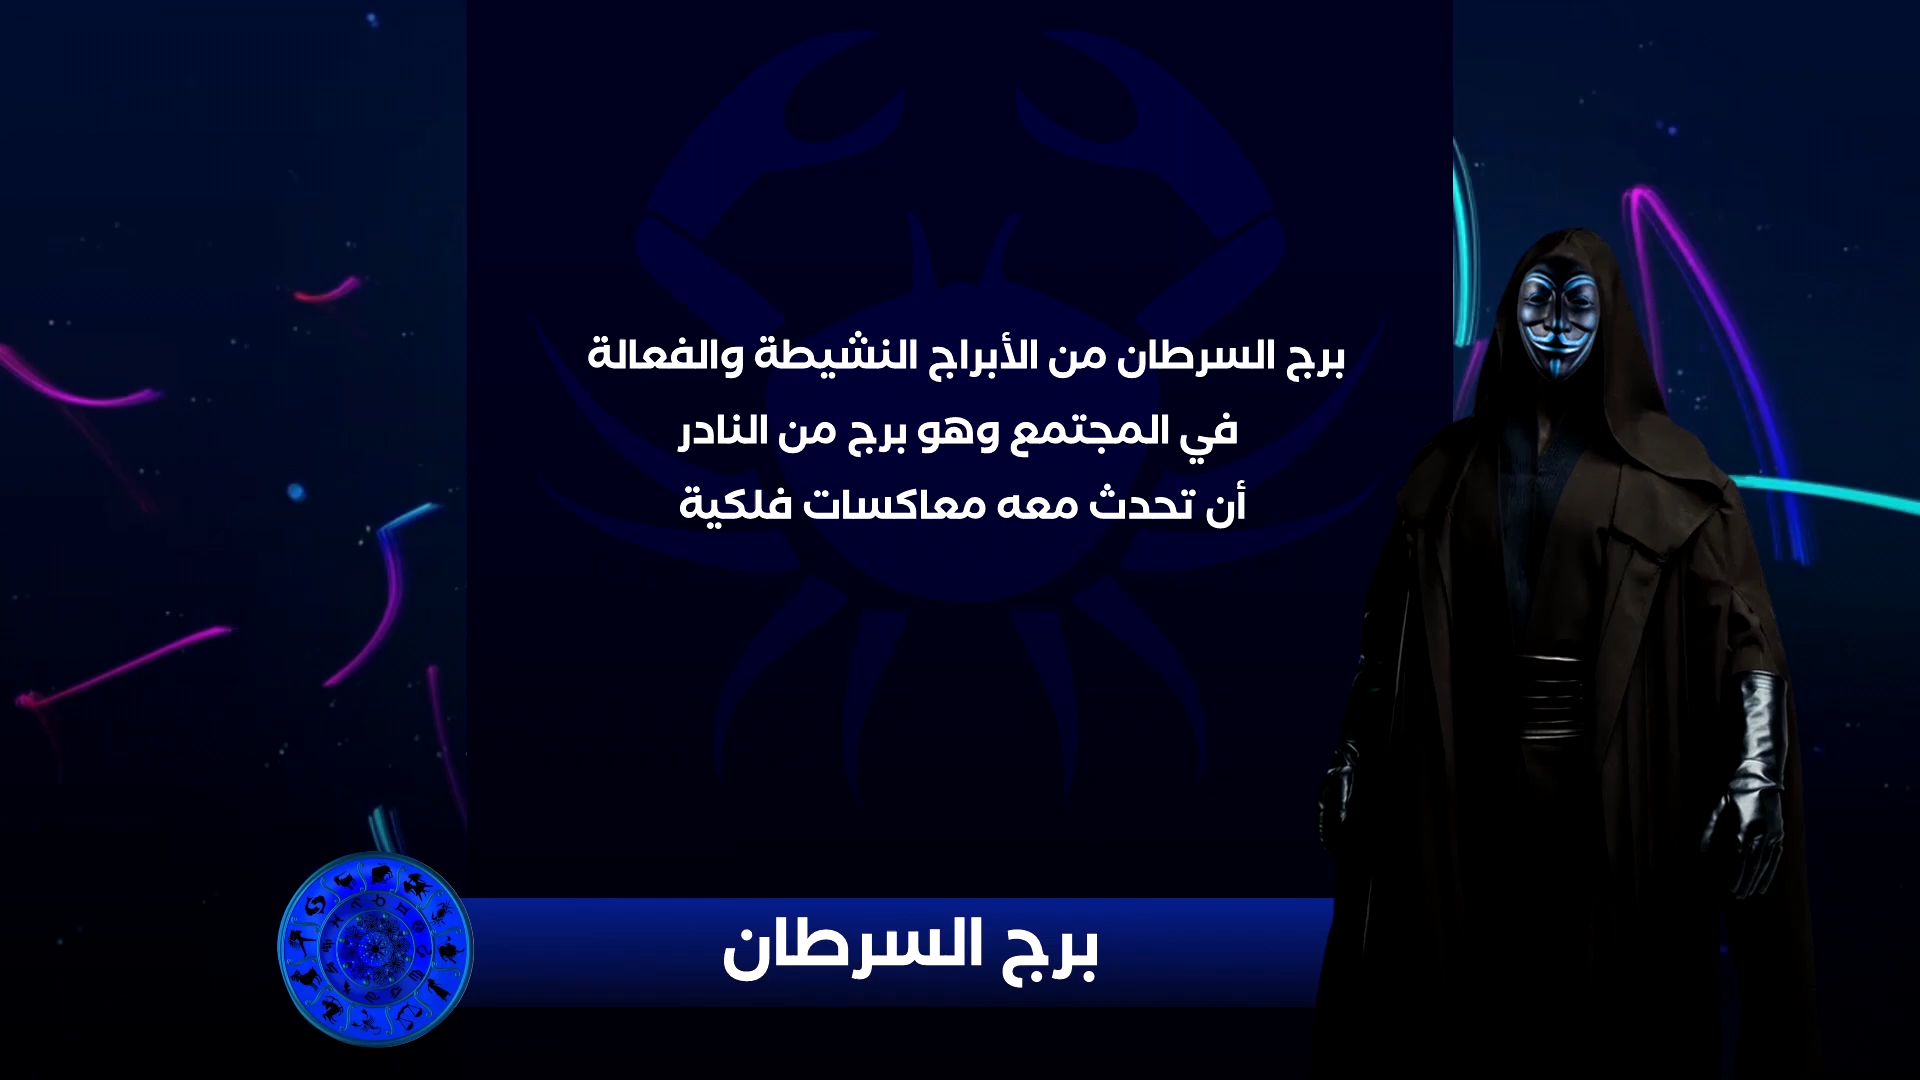 برج السرطان من الأبراج النشيطة والفعالة
في المجتمع وهو برج من النادر
أن تحدث معه معاكسات فلكية
برج السرطان